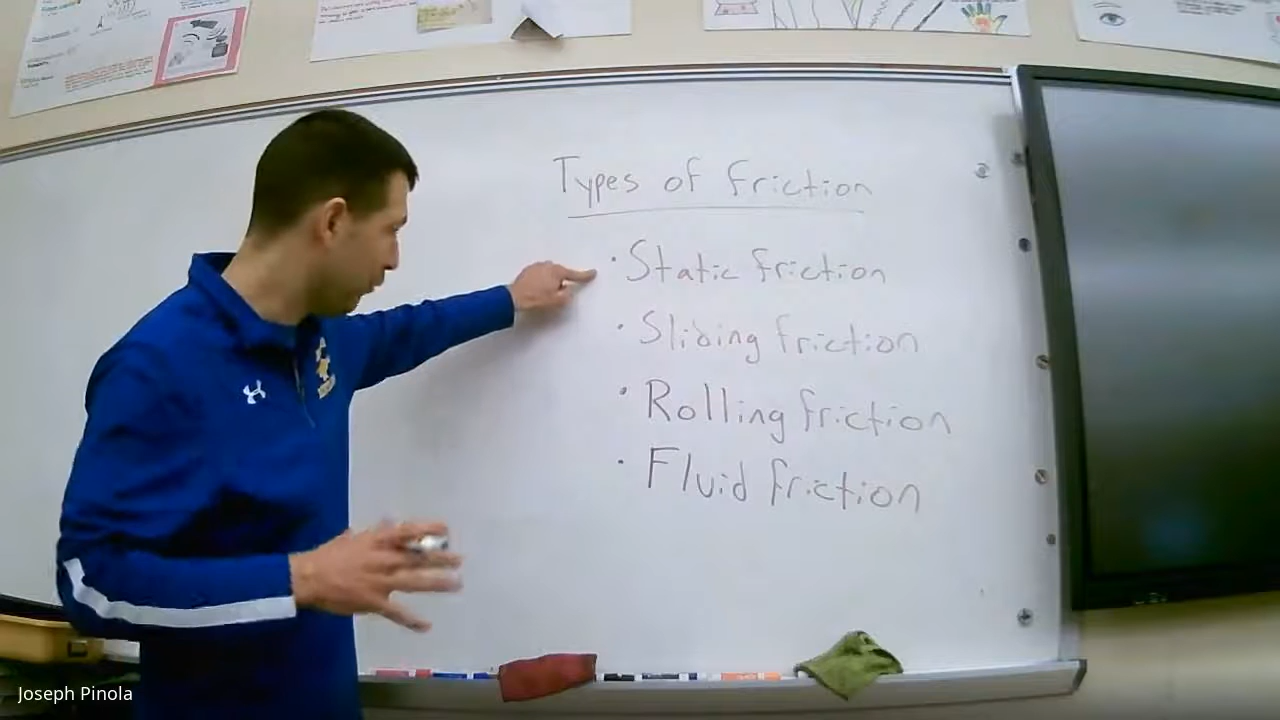 Types of friction
· Static friction
· Sliding friction
· Rolling friction
· Fluid friction
Joseph Pinola